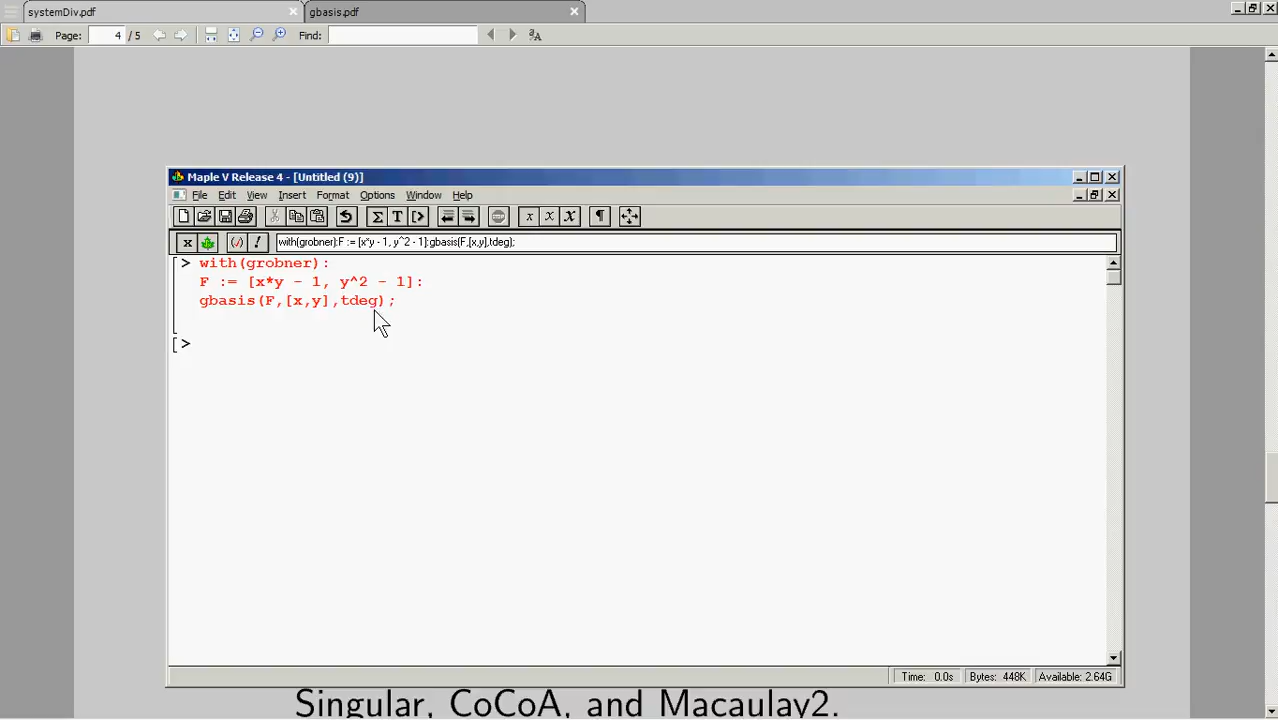 systemDiv.pdf
gbasis.pdf
Page: 4 / 5 Find:
Maple V Release 4 - [Untitled (9)]
File Edit View Insert Format Options Window Help
with(grobner):F := [x*y - 1, y^2 - 1]:gbasis(F,[x,y],tdeg);
[> with(grobner):
F := [x*y - 1, y^2 - 1]:
gbasis(F,[x,y],tdeg);
[>
Time: 0.0s Bytes: 448K Available: 2.64G
Singular, CoCoA, and Macaulay2.